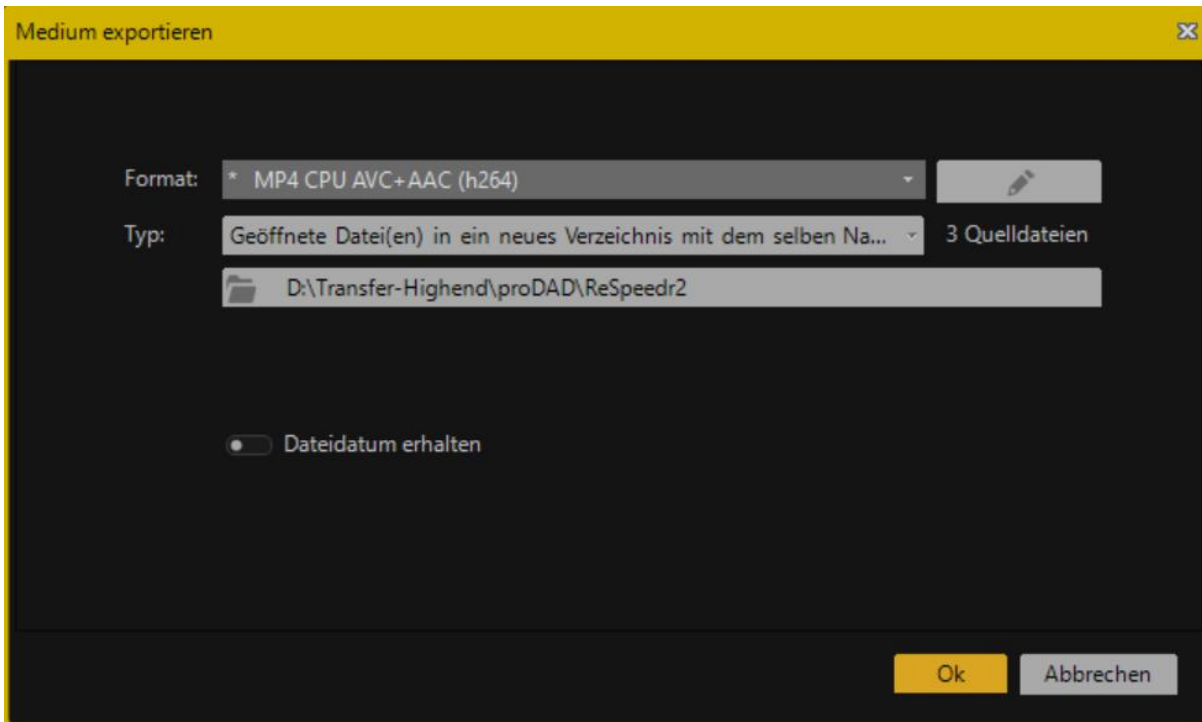 Medium exportieren
Format: * MP4 CPU AVC+AAC (h264)
Typ: Geöffnete Datei(en) in ein neues Verzeichnis mit dem selben Na... 3 Quelldateien
D:\Transfer-Highend\proDAD\ReSpeedr2
Dateidatum erhalten
Ok Abbrechen